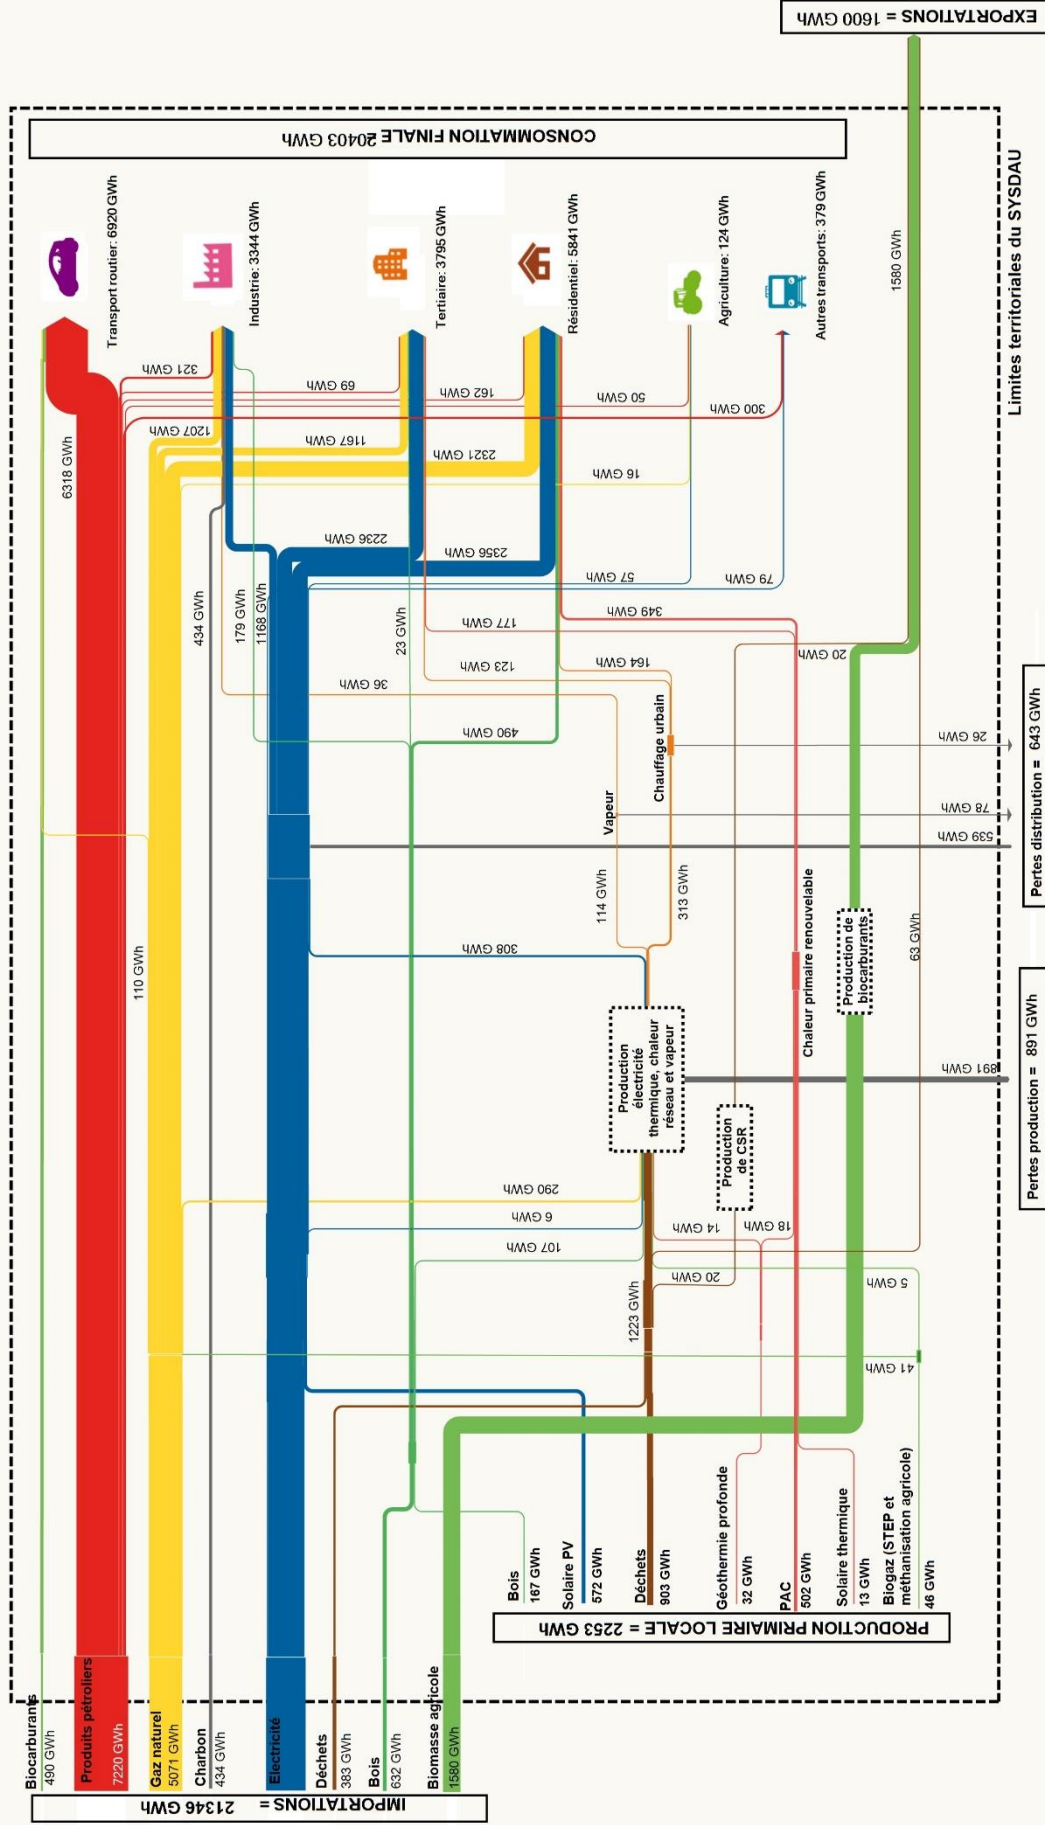 EXPORTATIONS = 1600 GWh
CONSOMMATION FINALE = 20403 GWh
Transport routier: 6920 GWh
Industrie: 3344 GWh
Tertiaire: 3795 GWh
Résidentiel: 5841 GWh
Agriculture: 124 GWh
Autres transports: 379 GWh
1580 GWh
Limites territoriales du SYSDAU
321 GWh
69 GWh
162 GWh
50 GWh
300 GWh
6318 GWh
1207 GWh
1167 GWh
2321 GWh
16 GWh
434 GWh
179 GWh
1168 GWh
2236 GWh
23 GWh
2356 GWh
57 GWh
79 GWh
36 GWh
123 GWh
177 GWh
164 GWh
349 GWh
20 GWh
490 GWh
Vapeur
Chauffage urbain
26 GWh
78 GWh
539 GWh
Pertes distribution = 643 GWh
110 GWh
308 GWh
114 GWh
313 GWh
Chaleur primaire renouvelable
Production de
biocarburants
63 GWh
Production
électricité
thermique, chaleur
réseau et vapeur
891 GWh
Pertes production = 891 GWh
Production
de CSR
290 GWh
6 GWh
107 GWh
14 GWh
18 GWh
20 GWh
5 GWh
1223 GWh
41 GWh
Bois
167 GWh
Solaire PV
572 GWh
Déchets
903 GWh
Géothermie profonde
32 GWh
PAC
502 GWh
Solaire thermique
13 GWh
Biogaz (STEP et
méthanisation agricole)
46 GWh
PRODUCTION PRIMAIRE LOCALE = 2253 GWh
Biocarburants
490 GWh
Produits pétroliers
7220 GWh
Gaz naturel
5071 GWh
Charbon
434 GWh
Electricité
Déchets
383 GWh
Bois
632 GWh
Biomasse agricole
1580 GWh
IMPORTATIONS = 21346 GWh